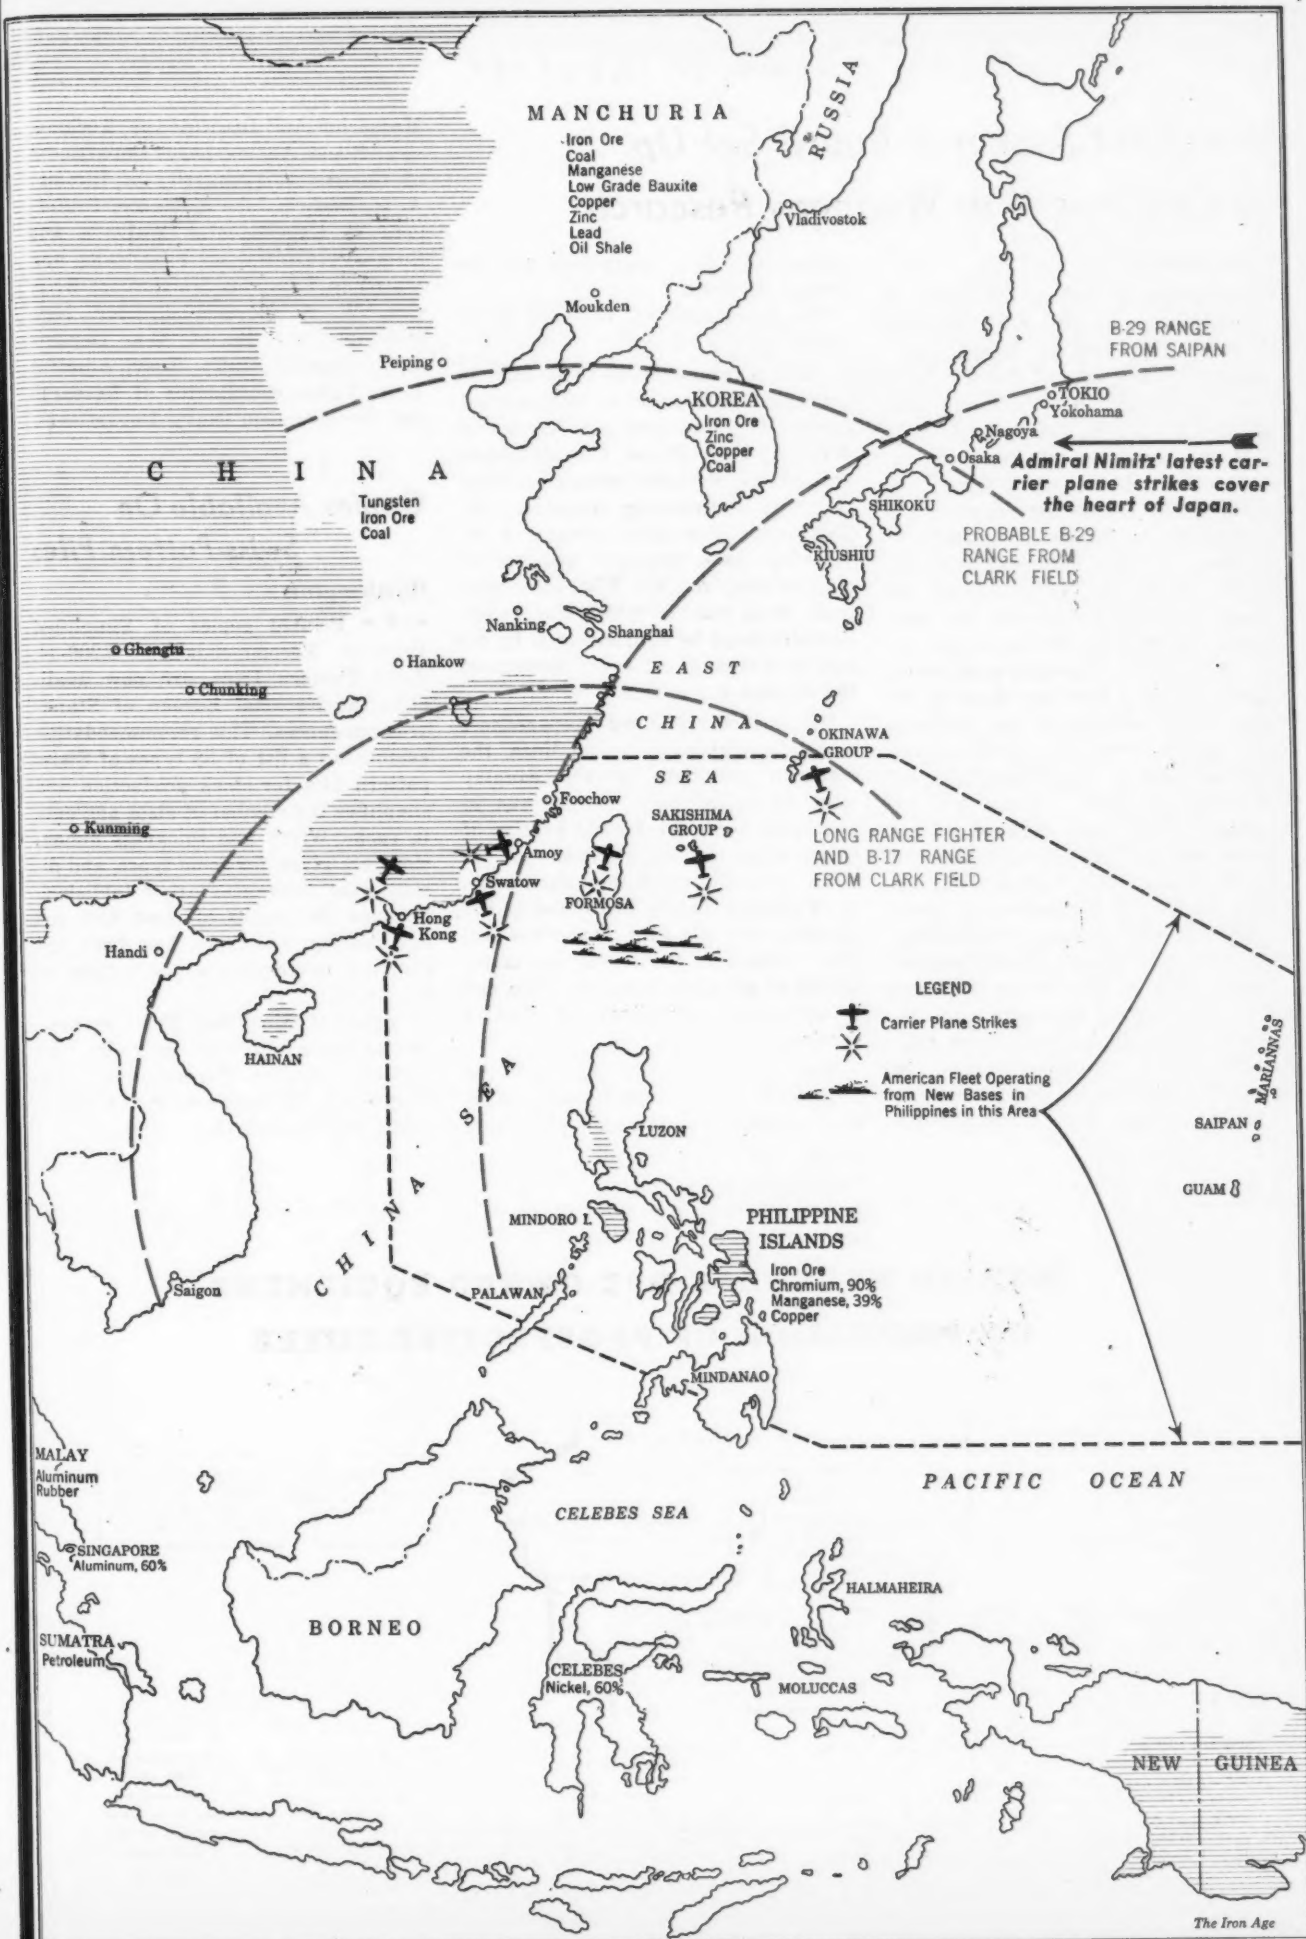 MANCHURIA
Iron Ore
Coal
Manganese
Low Grade Bauxite
Copper
Zinc
Lead
Oil Shale
RUSSIA
Vladivostok
Moukden
Peiping
B-29 RANGE
FROM SAIPAN
KOREA
Iron Ore
Zinc
Copper
Coal
TOKIO
Yokohama
Nagoya
Osaka
Admiral Nimitz' latest car-
rier plane strikes cover
the heart of Japan.
CHINA
Tungsten
Iron Ore
Coal
SHIKOKU
KIUSHIU
PROBABLE B-29
RANGE FROM
CLARK FIELD
Nanking
Shanghai
Ghengtu
Hankow
Chunking
EAST
CHINA
SEA
OKINAWA
GROUP
Foochow
SAKISHIMA
GROUP
Kunming
Amoy
LONG RANGE FIGHTER
AND B-17 RANGE
FROM CLARK FIELD
Swatow
FORMOSA
Hong
Kong
Handi
HAINAN
LEGEND
Carrier Plane Strikes
American Fleet Operating
from New Bases in
Philippines in this Area
MARIANNAS
SAIPAN
GUAM
CHINA SEA
LUZON
MINDORO I.
PHILIPPINE
ISLANDS
Iron Ore
Chromium, 90%
Manganese, 39%
Copper
Saigon
PALAWAN
MINDANAO
MALAY
Aluminum
Rubber
PACIFIC OCEAN
CELEBES SEA
SINGAPORE
Aluminum, 60%
HALMAHEIRA
BORNEO
SUMATRA
Petroleum
CELEBES
Nickel, 60%
MOLUCCAS
NEW GUINEA
The Iron Age